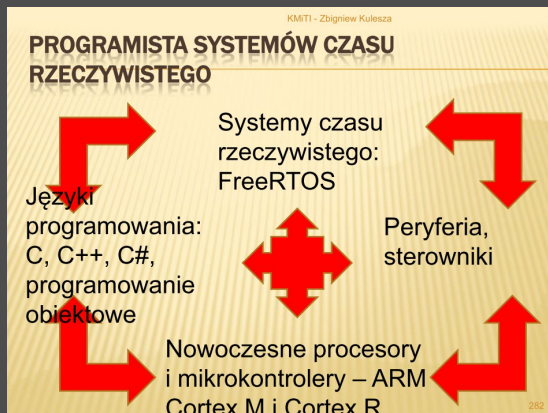 KMiTI - Zbigniew Kulesza
PROGRAMISTA SYSTEMÓW CZASU
RZECZYWISTEGO
Systemy czasu
rzeczywistego:
FreeRTOS
Języki
programowania:
C, C++, C#,
programowanie
obiektowe
Peryferia,
sterowniki
Nowoczesne procesory
i mikrokontrolery – ARM
Cortex M i Cortex R
282